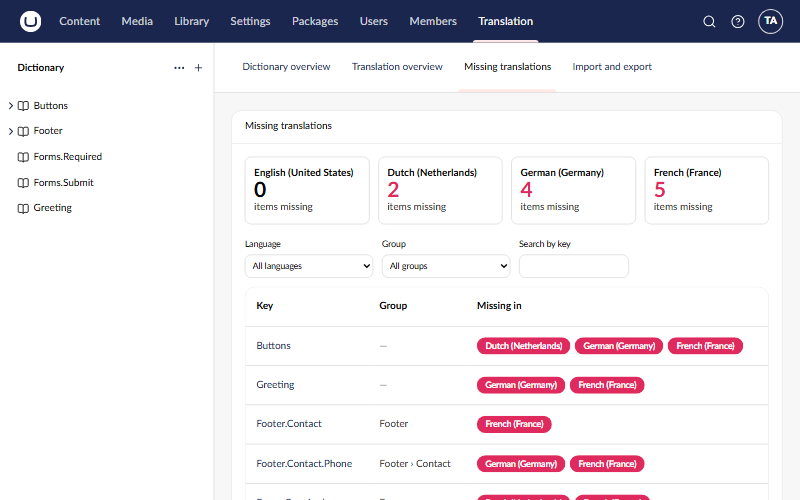 Content Media Library Settings Packages Users Members Translation TA
Dictionary
Dictionary overview Translation overview Missing translations Import and export
Buttons
Footer
Forms.Required
Forms.Submit
Greeting
Missing translations
English (United States) Dutch (Netherlands) German (Germany) French (France)
0 2 4 5
items missing items missing items missing items missing
Language Group Search by key
All languages All groups
Key Group Missing in
Buttons — Dutch (Netherlands) German (Germany) French (France)
Greeting — German (Germany) French (France)
Footer.Contact Footer French (France)
Footer.Contact.Phone Footer › Contact German (Germany) French (France)